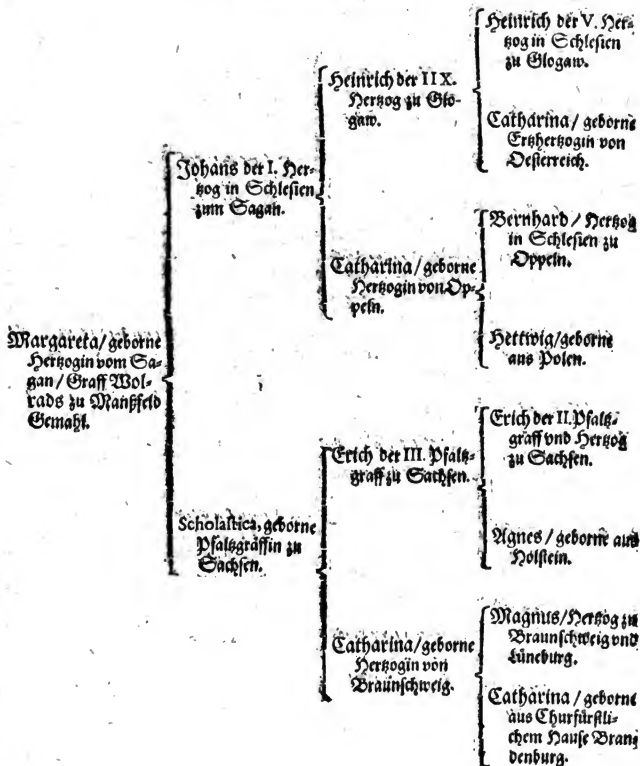 Margareta/ geborne
Hertzogin vom Sa-
gan / Graff Wol-
rads zu Manßfeld
Gemahl.
Johans der I. Her-
tzog in Schlesien
zum Sagan.
Heinrich der IIX.
Hertzog zu Glo-
gaw.
Heinrich der V. Her-
tzog in Schlesien
zu Glogaw.
Catharina / geborne
Ertzhertzogin von
Oesterreich.
Catharina / geborne
Hertzogin von Op-
peln.
Bernhard / Hertzog
in Schlesien zu
Oppeln.
Hettwig/geborne
aus Polen.
Scholastica, geborne
Pfaltzgräffin zu
Sachsen.
Erich der III. Pfaltz-
graff zu Sachsen.
Erich der II. Pfaltz-
graff vnd Hertzog
zu Sachsen.
Agnes / geborne aus
Holstein.
Catharina / geborne
Hertzogin von
Braunschweig.
Magnus/Hertzog zu
Braunschweig vnd
Lüneburg.
Catharina / geborne
aus Churfürstli-
chem Hause Bran-
denburg.